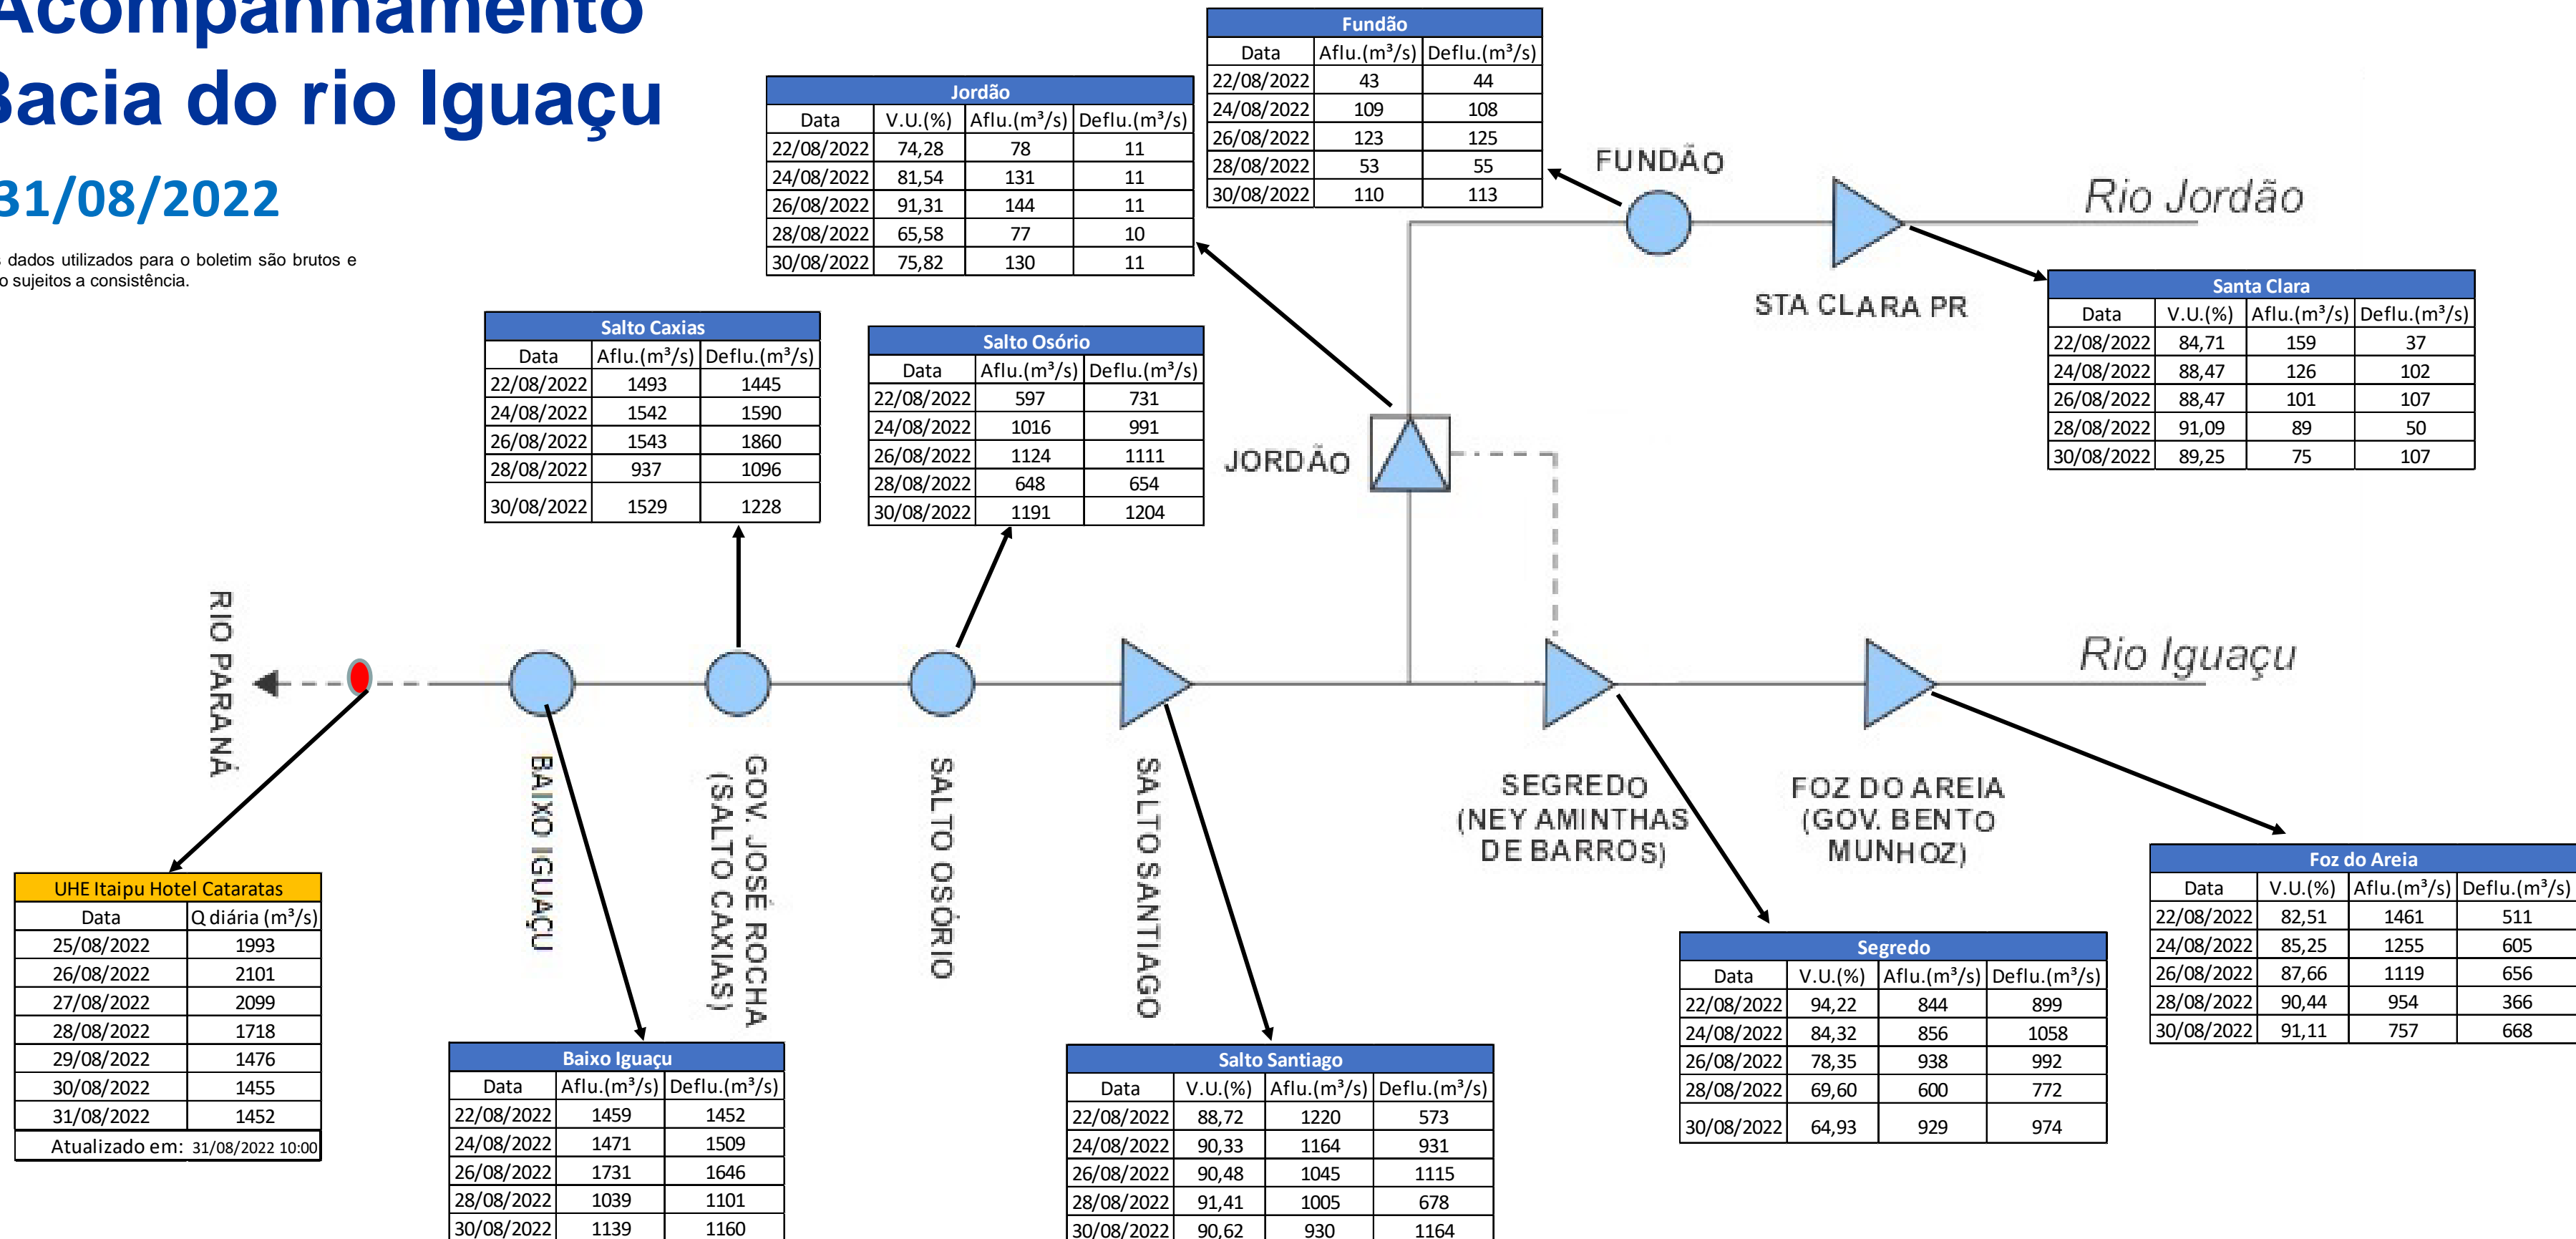 Acompanhamento
Bacia do rio Iguaçu
31/08/2022
s dados utilizados para o boletim são brutos e
o sujeitos a consistência.
Fundão
Data Aflu.(m³/s) Deflu.(m³/s)
22/08/2022 43 44
24/08/2022 109 108
26/08/2022 123 125
28/08/2022 53 55
30/08/2022 110 113
Jordão
Data V.U.(%) Aflu.(m³/s) Deflu.(m³/s)
22/08/2022 74,28 78 11
24/08/2022 81,54 131 11
26/08/2022 91,31 144 11
28/08/2022 65,58 77 10
30/08/2022 75,82 130 11
FUNDÃO
Rio Jordão
STA CLARA PR
Santa Clara
Data V.U.(%) Aflu.(m³/s) Deflu.(m³/s)
22/08/2022 84,71 159 37
24/08/2022 88,47 126 102
26/08/2022 88,47 101 107
28/08/2022 91,09 89 50
30/08/2022 89,25 75 107
Salto Caxias
Data Aflu.(m³/s) Deflu.(m³/s)
22/08/2022 1493 1445
24/08/2022 1542 1590
26/08/2022 1543 1860
28/08/2022 937 1096
30/08/2022 1529 1228
Salto Osório
Data Aflu.(m³/s) Deflu.(m³/s)
22/08/2022 597 731
24/08/2022 1016 991
26/08/2022 1124 1111
28/08/2022 648 654
30/08/2022 1191 1204
JORDÃO
RIO PARANÁ
Rio Iguaçu
BAIXO IGUAÇU
GOV. JOSÉ ROCHA
(SALTO CAXIAS)
SALTO OSÓRIO
SALTO SANTIAGO
SEGREDO
(NEY AMINTHAS
DE BARROS)
FOZ DO AREIA
(GOV. BENTO
MUNHOZ)
Foz do Areia
Data V.U.(%) Aflu.(m³/s) Deflu.(m³/s)
22/08/2022 82,51 1461 511
24/08/2022 85,25 1255 605
26/08/2022 87,66 1119 656
28/08/2022 90,44 954 366
30/08/2022 91,11 757 668
UHE Itaipu Hotel Cataratas
Data Q diária (m³/s)
25/08/2022 1993
26/08/2022 2101
27/08/2022 2099
28/08/2022 1718
29/08/2022 1476
30/08/2022 1455
31/08/2022 1452
Atualizado em: 31/08/2022 10:00
Segredo
Data V.U.(%) Aflu.(m³/s) Deflu.(m³/s)
22/08/2022 94,22 844 899
24/08/2022 84,32 856 1058
26/08/2022 78,35 938 992
28/08/2022 69,60 600 772
30/08/2022 64,93 929 974
Baixo Iguaçu
Data Aflu.(m³/s) Deflu.(m³/s)
22/08/2022 1459 1452
24/08/2022 1471 1509
26/08/2022 1731 1646
28/08/2022 1039 1101
30/08/2022 1139 1160
Salto Santiago
Data V.U.(%) Aflu.(m³/s) Deflu.(m³/s)
22/08/2022 88,72 1220 573
24/08/2022 90,33 1164 931
26/08/2022 90,48 1045 1115
28/08/2022 91,41 1005 678
30/08/2022 90,62 930 1164